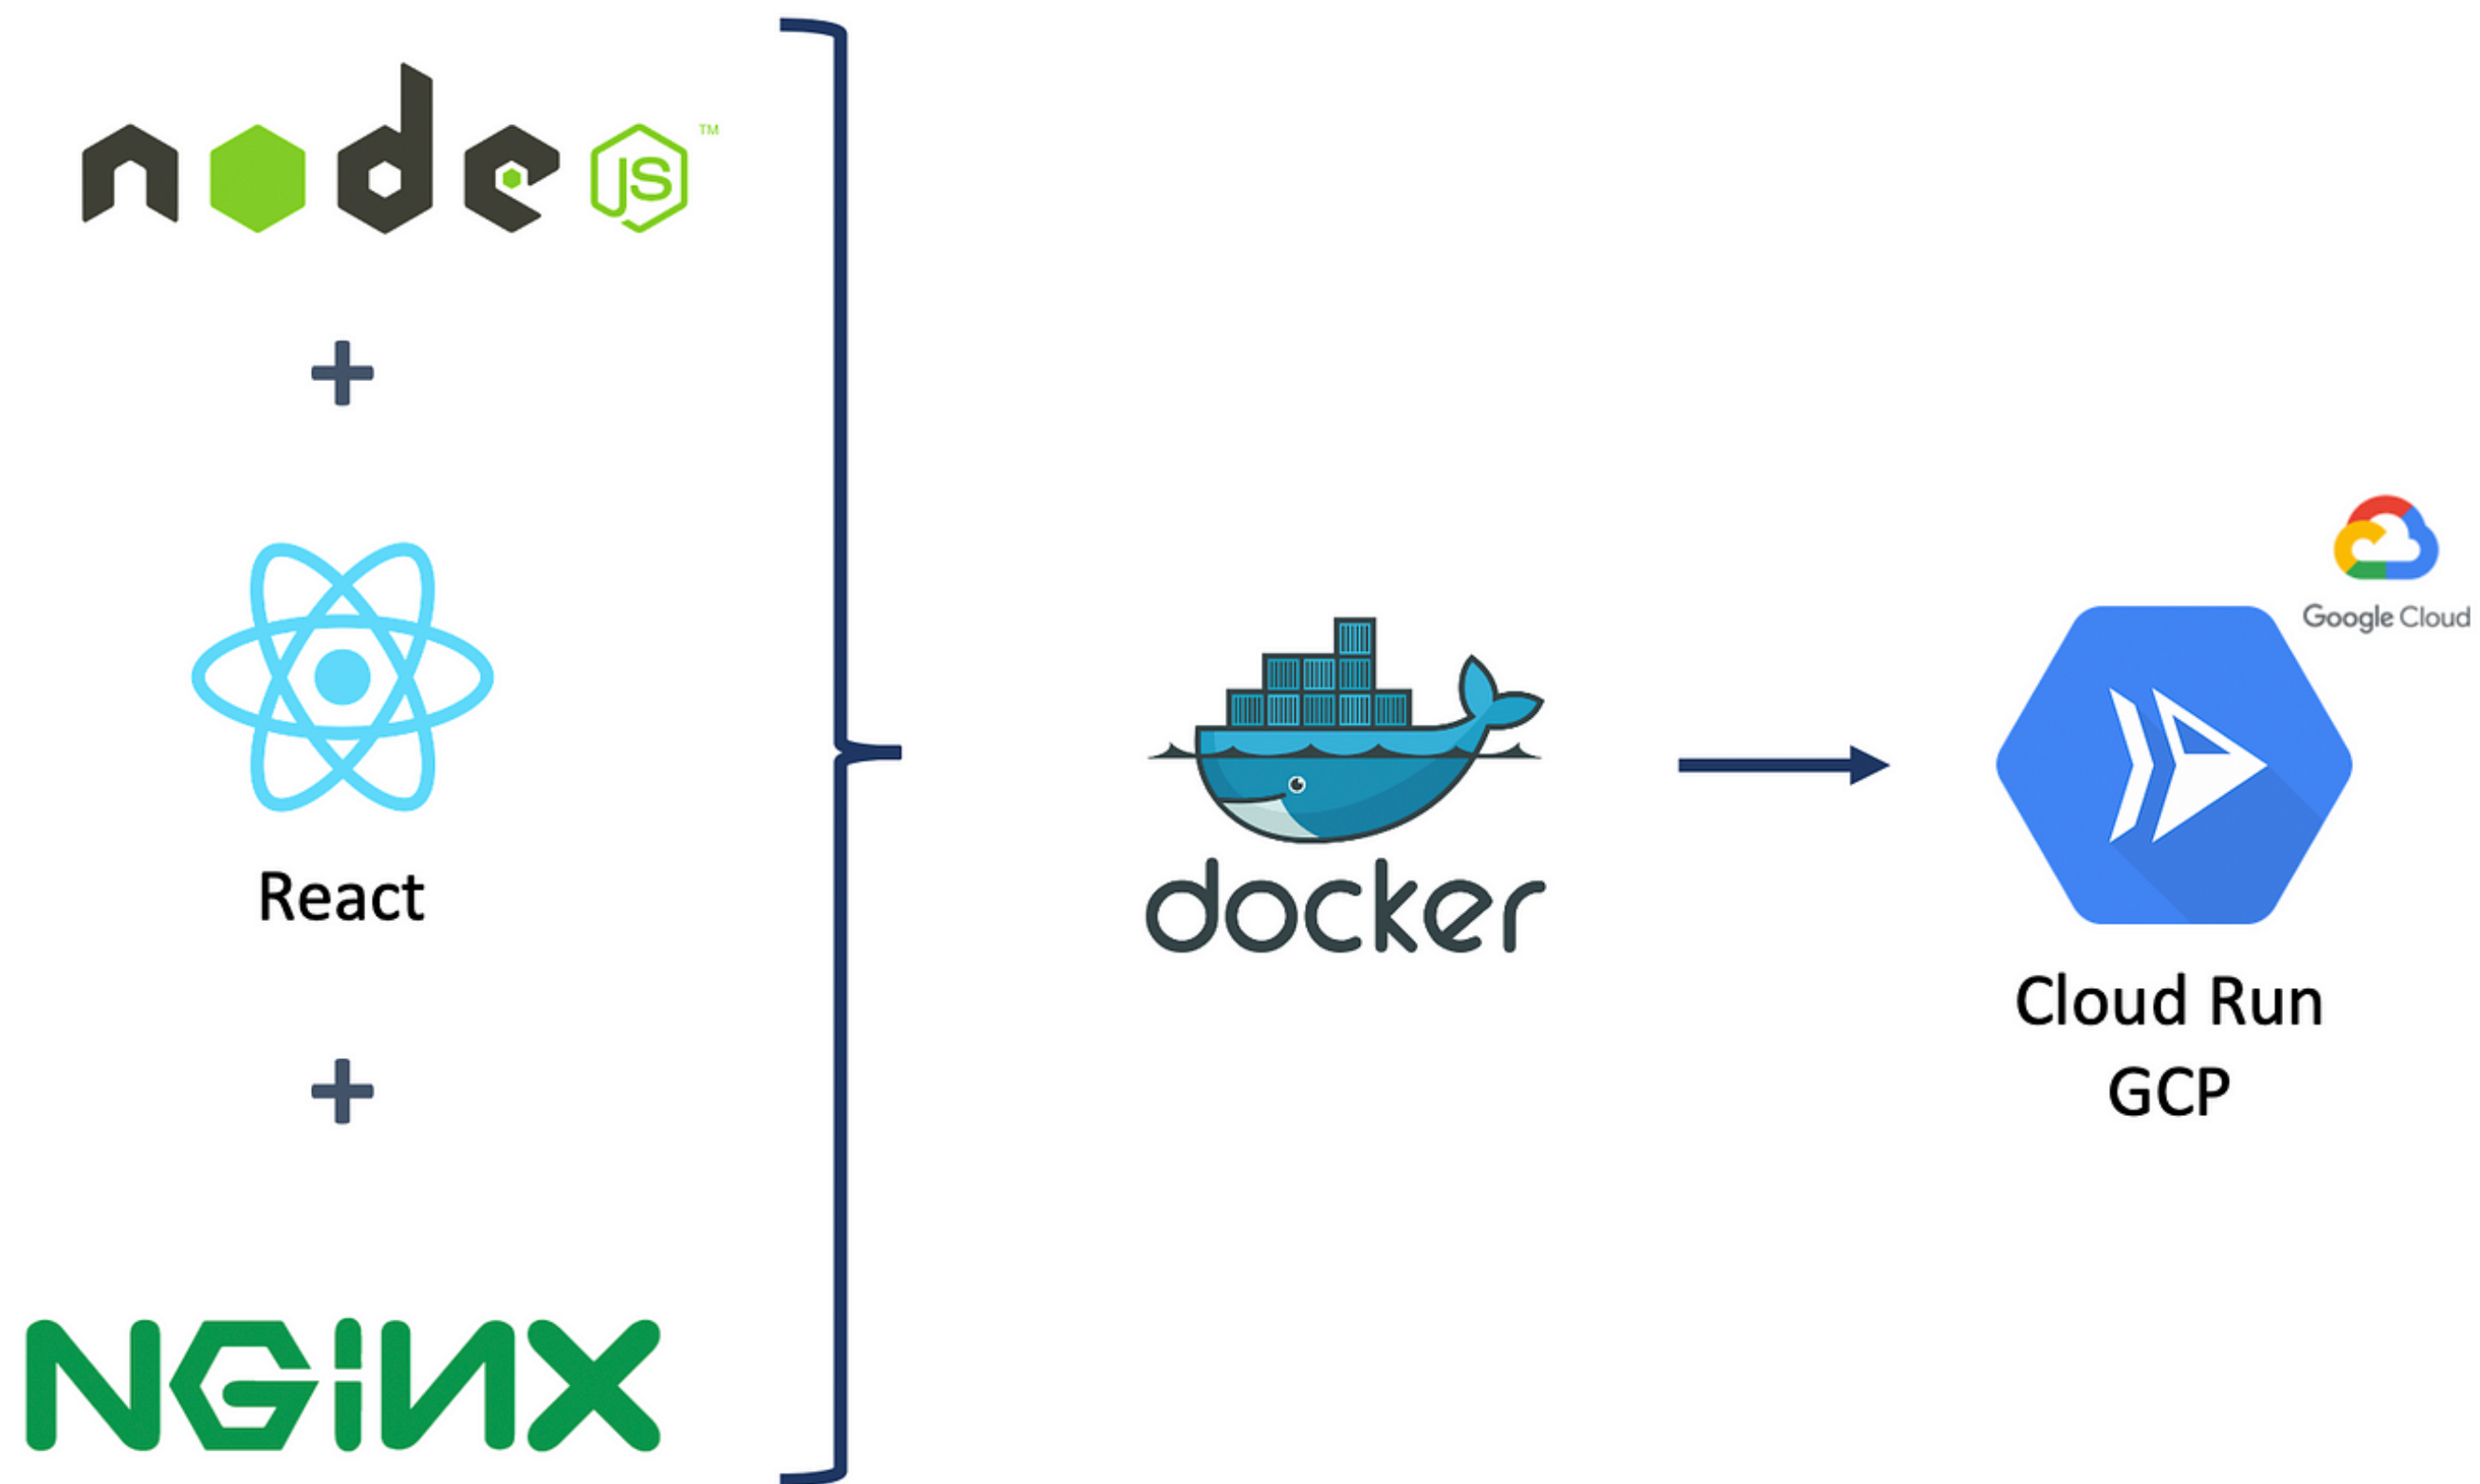 node JS ™
React
NGINX
docker
Google Cloud
Cloud Run
GCP